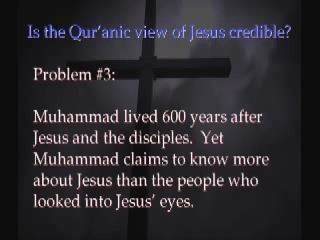 Is the Qur'anic view of Jesus credible?
Problem #3:
Muhammad lived 600 years after
Jesus and the disciples.  Yet
Muhammad claims to know more
about Jesus than the people who
looked into Jesus' eyes.